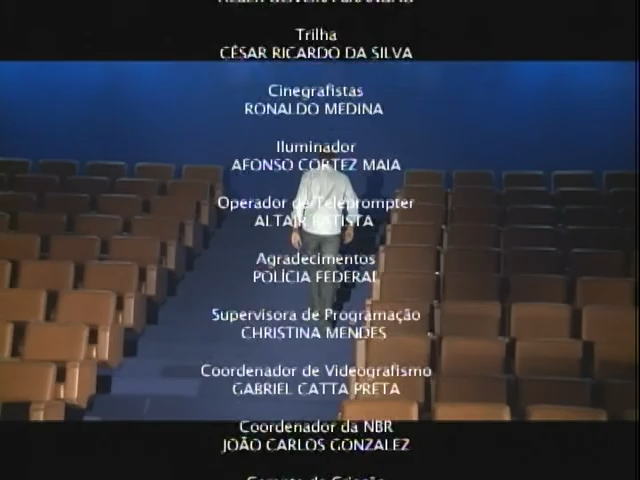 Trilha
CÉSAR RICARDO DA SILVA
Cinegrafistas
RONALDO MEDINA
Iluminador
AFONSO CORTEZ MAIA
Operador de Teleprompter
ALTAIR BATISTA
Agradecimentos
POLÍCIA FEDERAL
Supervisora de Programação
CHRISTINA MENDES
Coordenador de Videografismo
GABRIEL CATTA PRETA
Coordenador da NBR
JOÃO CARLOS GONZALEZ